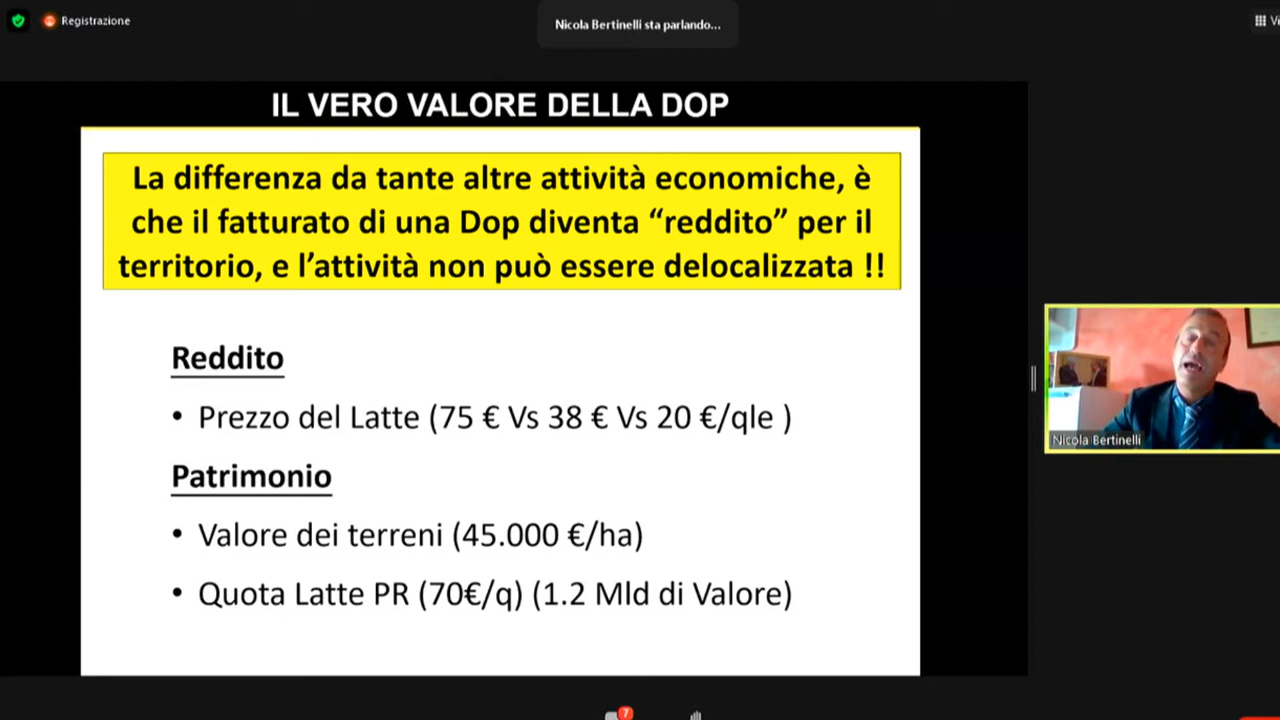 Registrazione
Nicola Bertinelli sta parlando...
IL VERO VALORE DELLA DOP
La differenza da tante altre attività economiche, è
che il fatturato di una Dop diventa “reddito” per il
territorio, e l’attività non può essere delocalizzata !!
Reddito
• Prezzo del Latte (75 € Vs 38 € Vs 20 €/qle )
Patrimonio
• Valore dei terreni (45.000 €/ha)
• Quota Latte PR (70€/q) (1.2 Mld di Valore)
Nicola Bertinelli
7